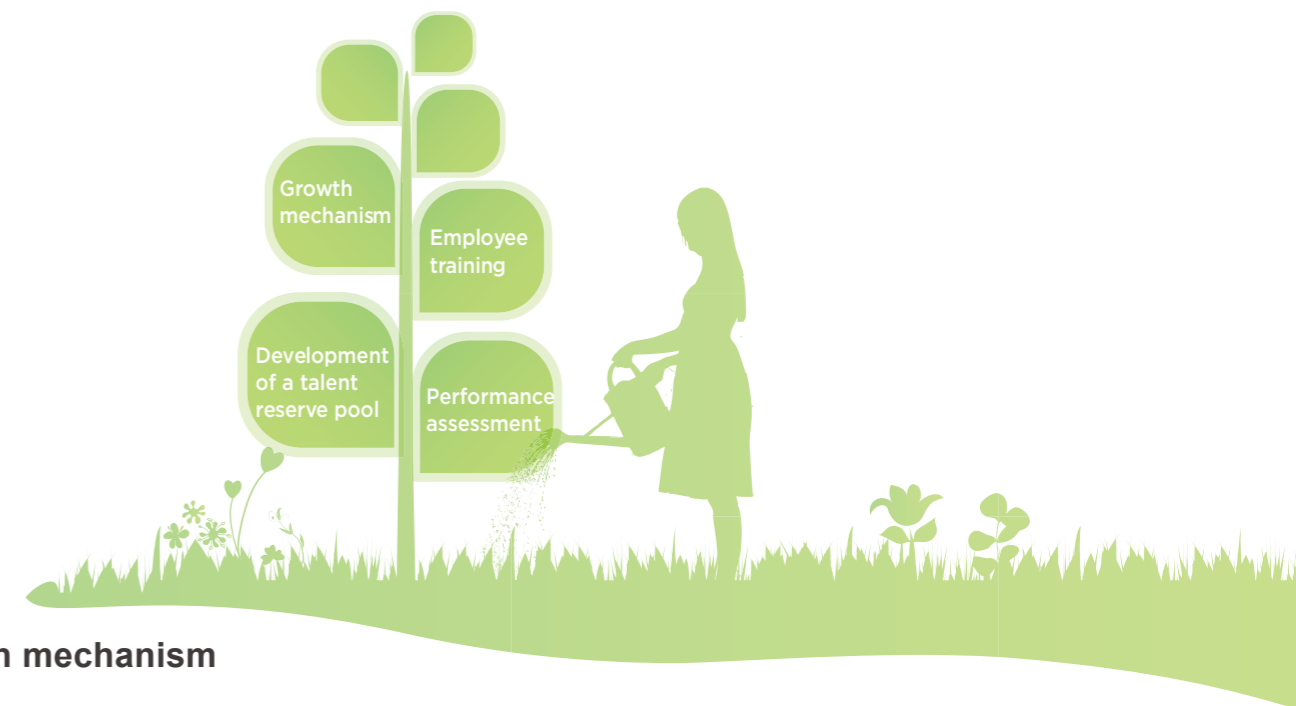 Growth
mechanism
Employee
training
Development
of a talent
reserve pool
Performance
assessment
mechanism